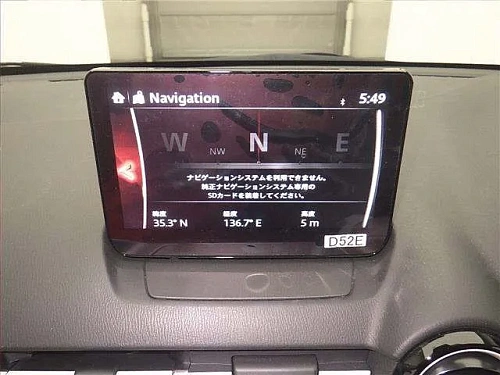 Navigation 5:49
W NW N NE E
ナビゲーションシステムを利用できません。
純正ナビゲーションシステム専用の
SDカードを装着してください。
緯度 経度 高度
35.3° N 136.7° E 5 m
D52E